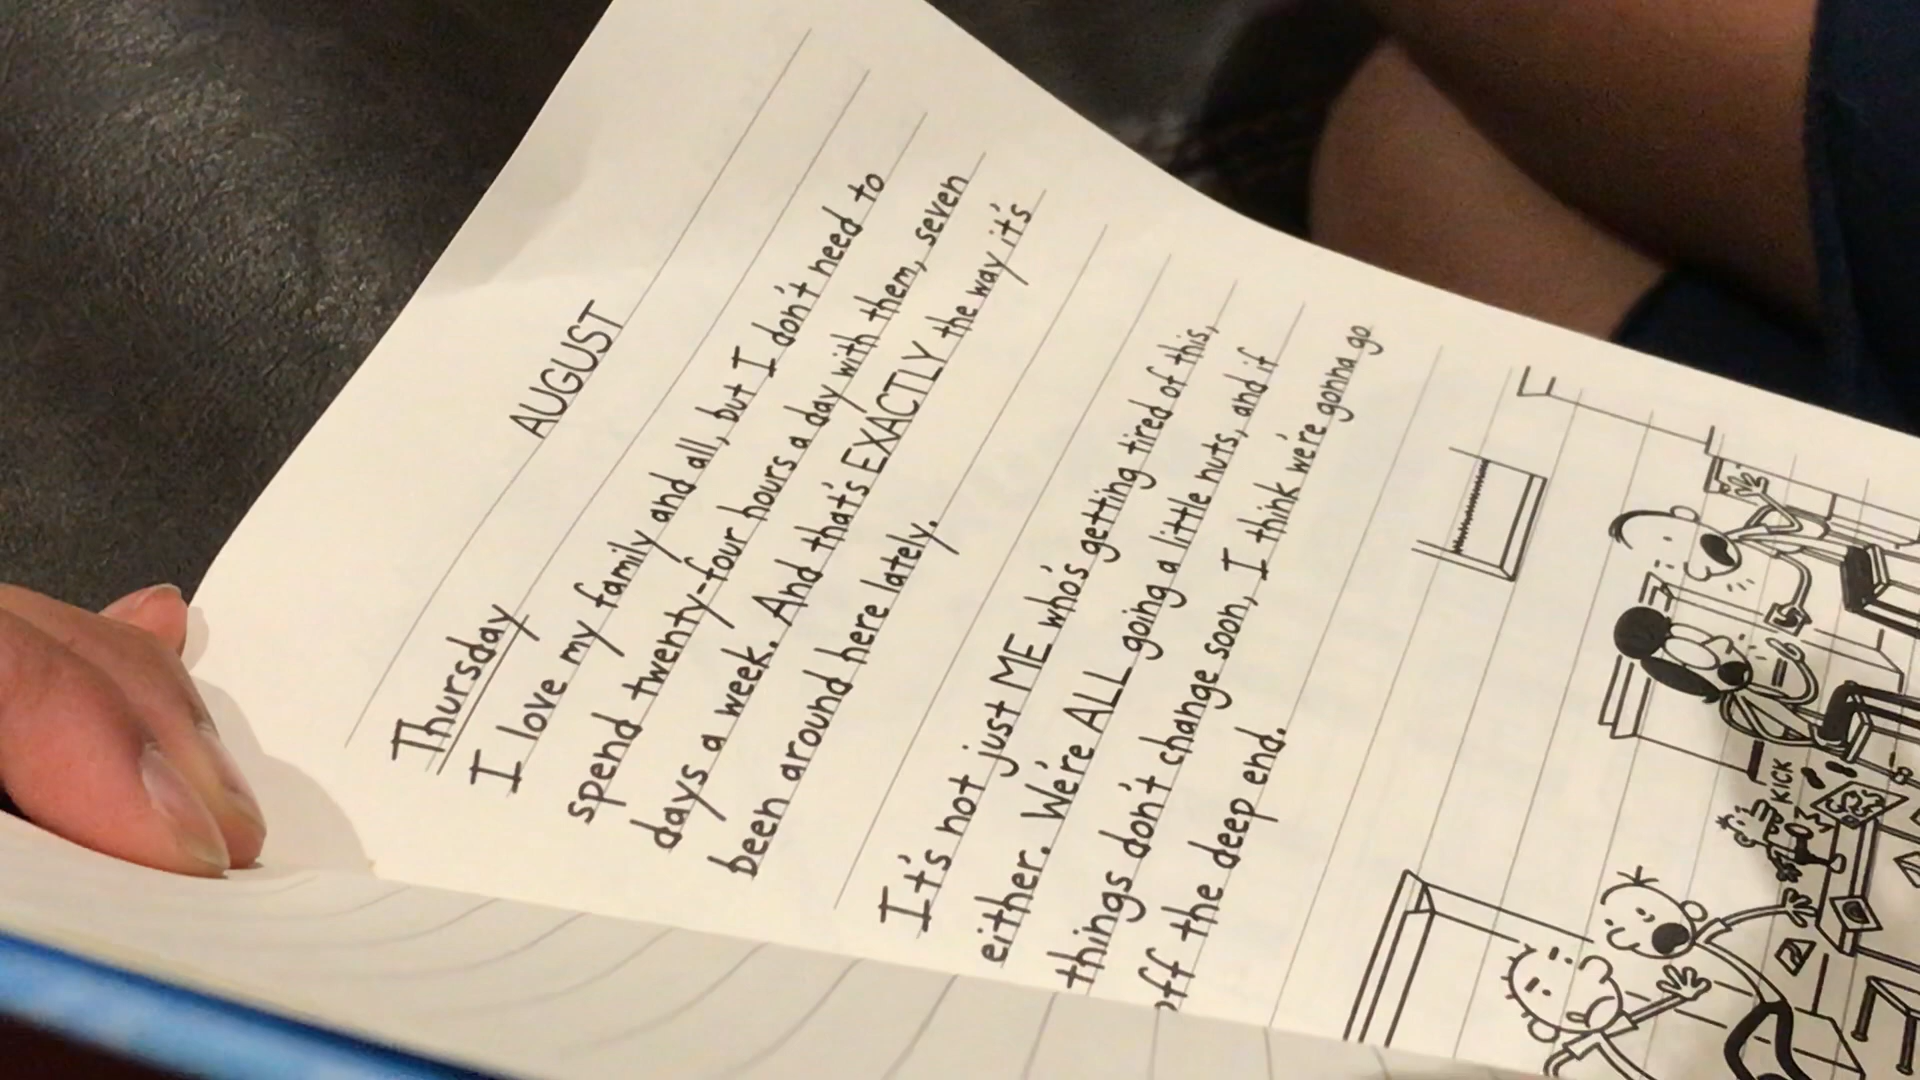 AUGUST
Thursday
I love my family and all, but I don't need to
spend twenty-four hours a day with them, seven
days a week. And that's EXACTLY the way it's
been around here lately.
It's not just ME who's getting tired of this,
either. We're ALL going a little nuts, and if
things don't change soon, I think we're gonna go
off the deep end.
KICK